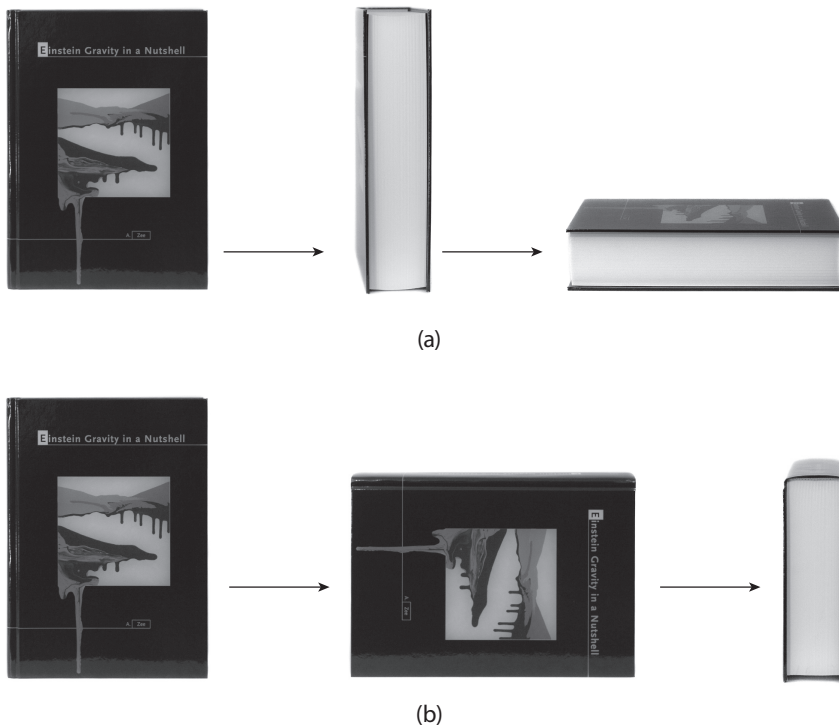 Einstein Gravity in a Nutshell
A. Zee
(a)
Einstein Gravity in a Nutshell
A. Zee
Einstein Gravity in a Nutshell
A. Zee
(b)